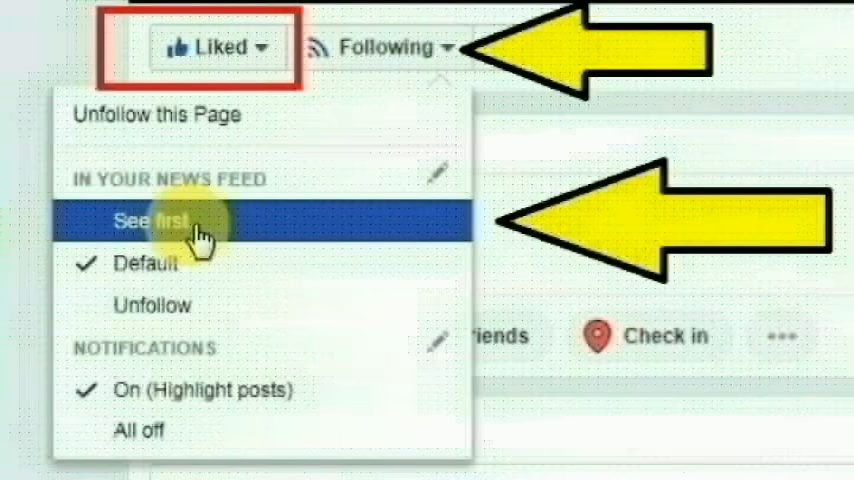 Liked Following
Unfollow this Page
IN YOUR NEWS FEED
See first
Default
Unfollow
riends Check in
NOTIFICATIONS
On (Highlight posts)
All off